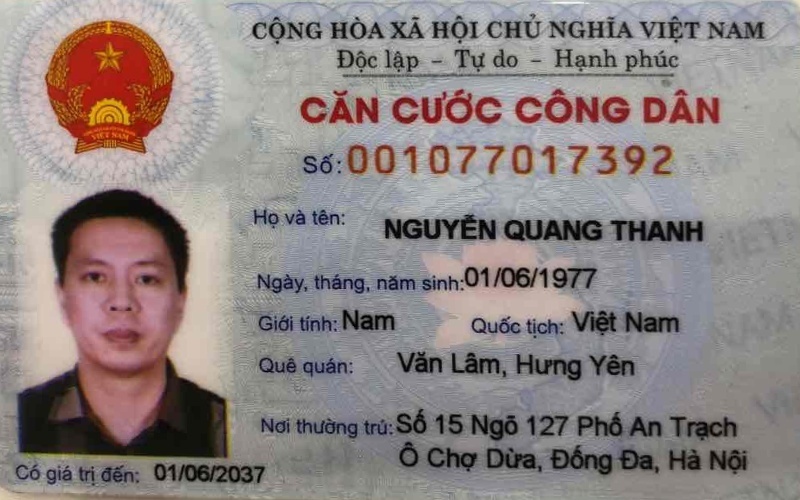 CỘNG HÒA XÃ HỘI CHỦ NGHĨA VIỆT NAM
Độc lập - Tự do - Hạnh phúc
CĂN CƯỚC CÔNG DÂN
Số: 001077017392
Họ và tên: NGUYỄN QUANG THANH
Ngày, tháng, năm sinh: 01/06/1977
Giới tính: Nam Quốc tịch: Việt Nam
Quê quán: Văn Lâm, Hưng Yên
Nơi thường trú: Số 15 Ngõ 127 Phố An Trạch
Ô Chợ Dừa, Đống Đa, Hà Nội
Có giá trị đến: 01/06/2037
VIỆT NAM